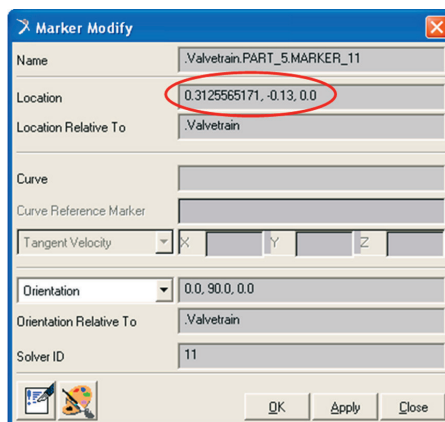 Marker Modify
Name .Valvetrain.PART_5.MARKER_11
Location 0.3125565171, -0.13, 0.0
Location Relative To .Valvetrain
Curve
Curve Reference Marker
Tangent Velocity X Y Z
Orientation 0.0, 90.0, 0.0
Orientation Relative To .Valvetrain
Solver ID 11
OK Apply Close